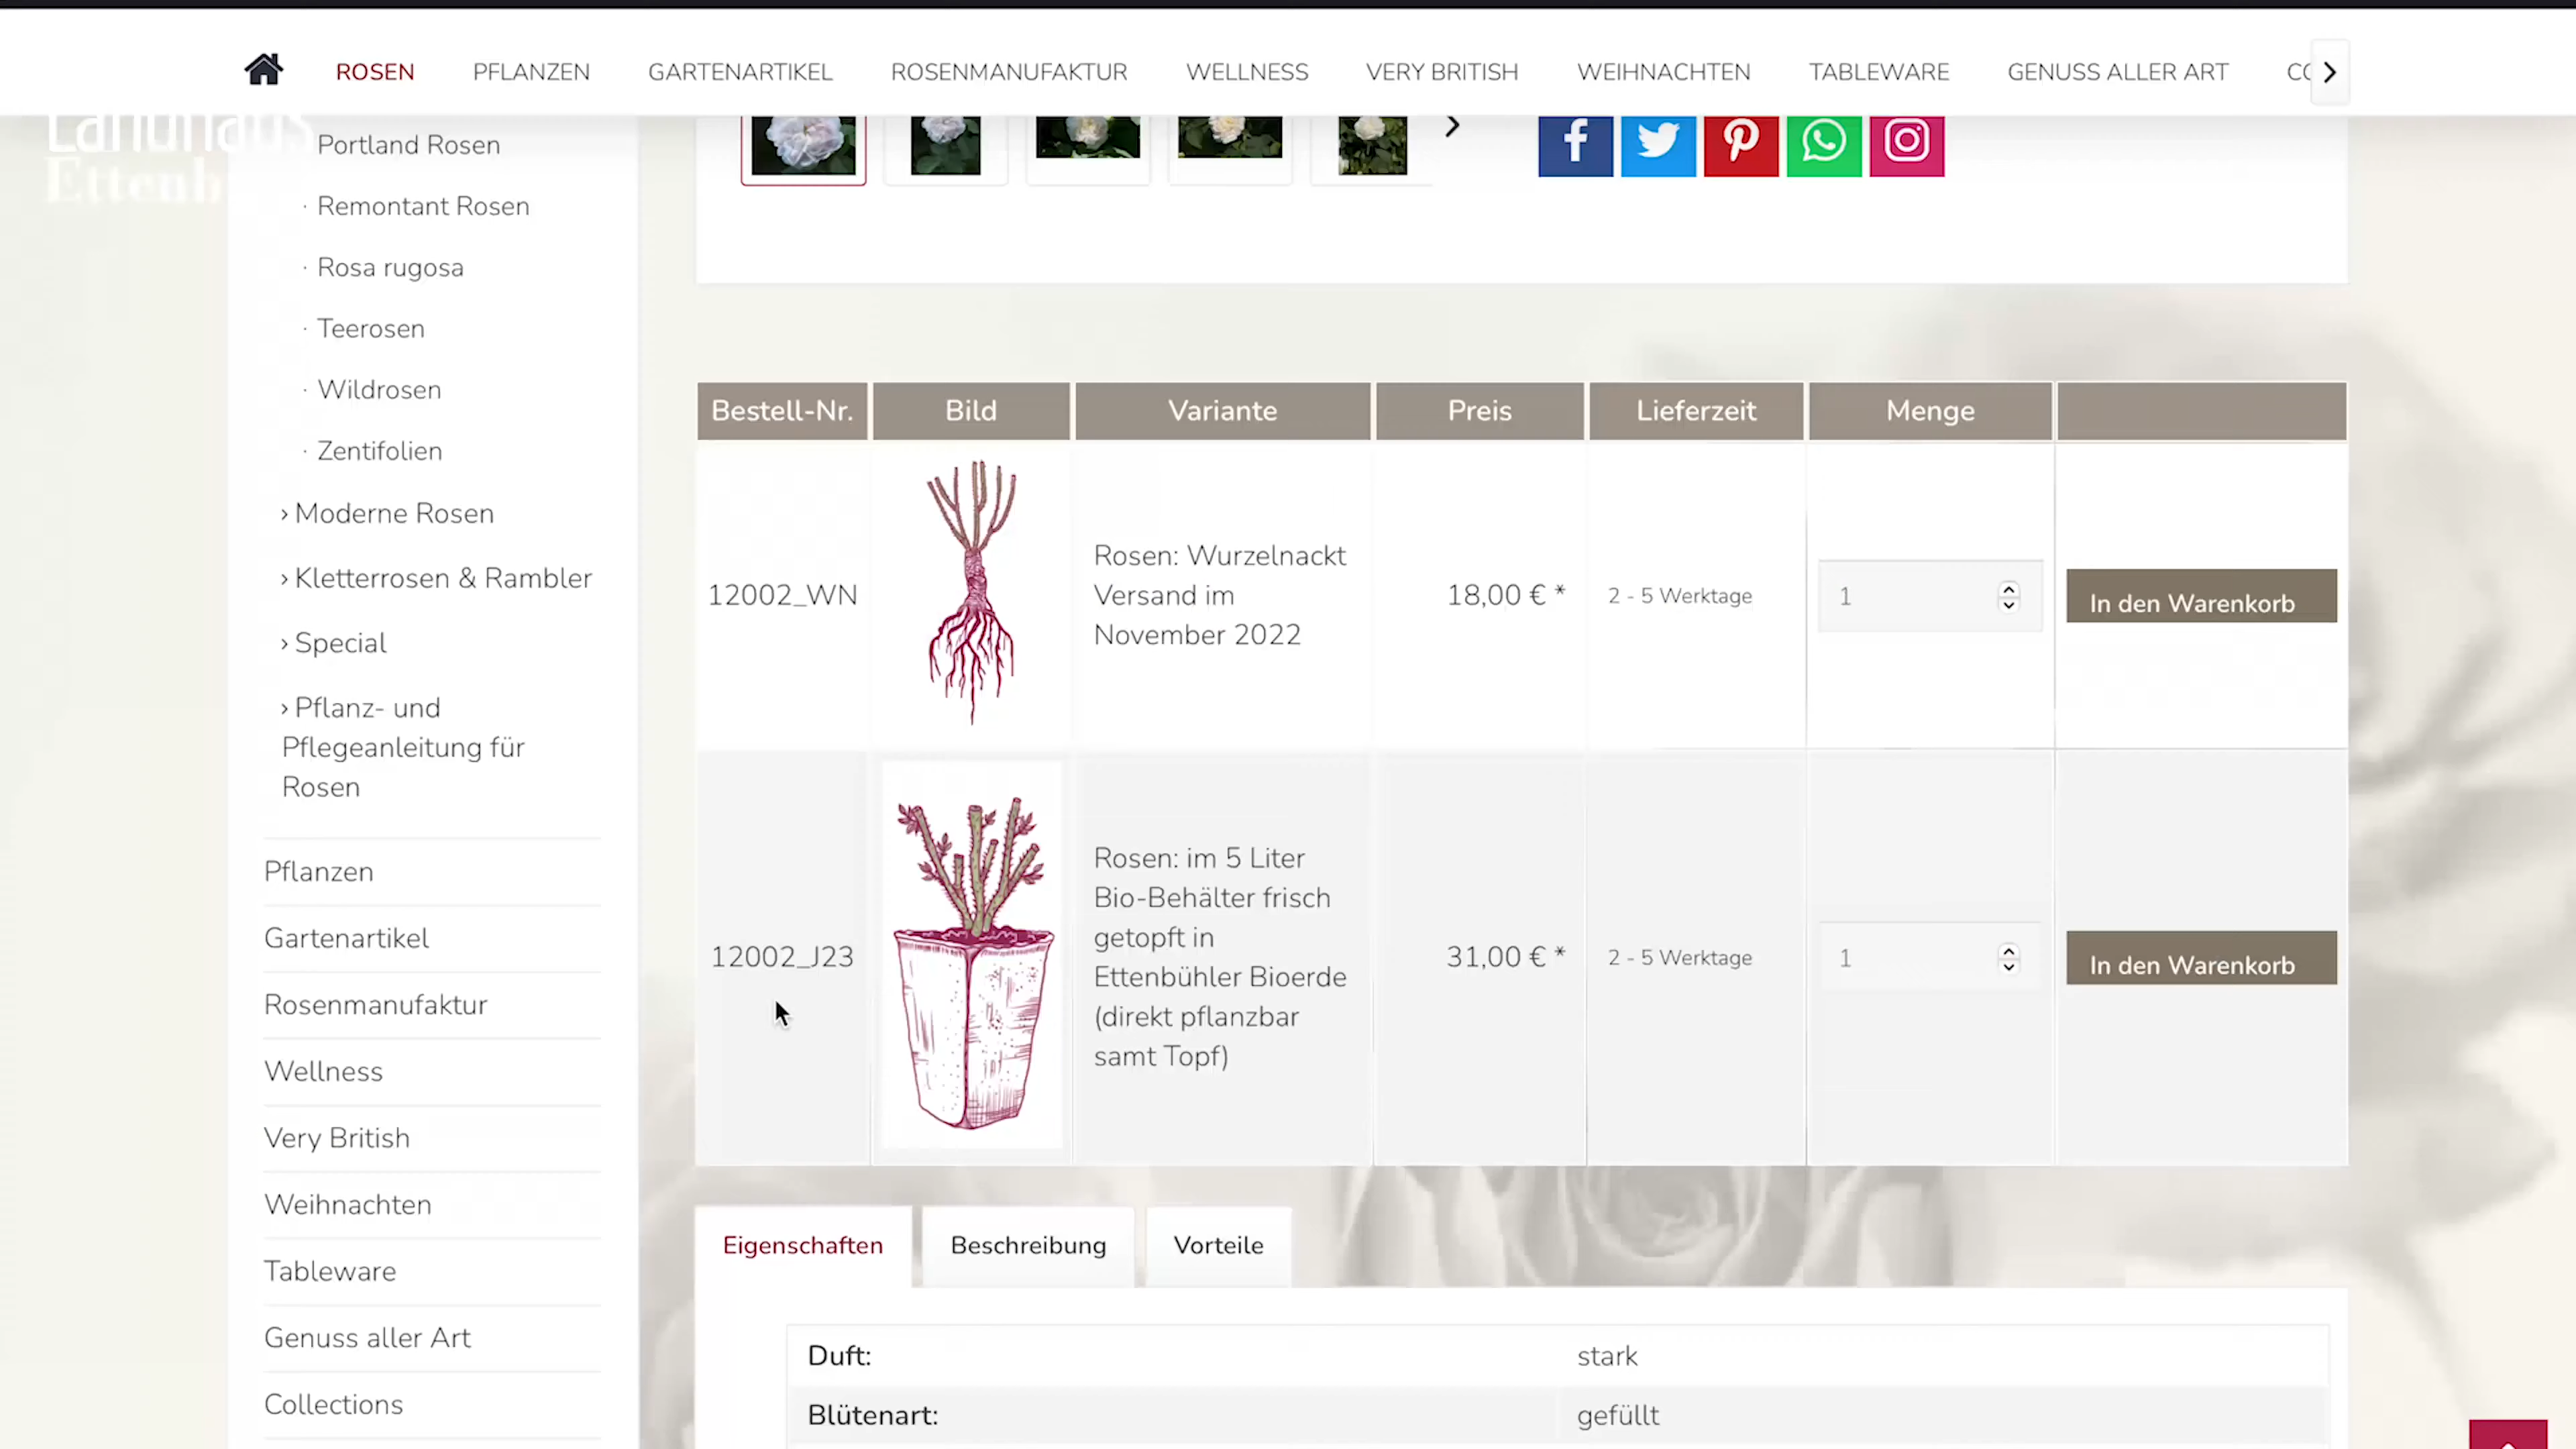 ROSEN PFLANZEN GARTENARTIKEL ROSENMANUFAKTUR WELLNESS VERY BRITISH WEIHNACHTEN TABLEWARE GENUSS ALLER ART
Landhaus
· Portland Rosen
· Remontant Rosen
· Rosa rugosa
· Teerosen
· Wildrosen
· Zentifolien
› Moderne Rosen
› Kletterrosen & Rambler
› Special
› Pflanz- und
Pflegeanleitung für
Rosen
Pflanzen
Gartenartikel
Rosenmanufaktur
Wellness
Very British
Weihnachten
Tableware
Genuss aller Art
Collections
Bestell-Nr. Bild Variante Preis Lieferzeit Menge
12002_WN
Rosen: Wurzelnackt
Versand im
November 2022
18,00 € *
2 - 5 Werktage
1
In den Warenkorb
12002_J23
Rosen: im 5 Liter
Bio-Behälter frisch
getopft in
Ettenbühler Bioerde
(direkt pflanzbar
samt Topf)
31,00 € *
2 - 5 Werktage
1
In den Warenkorb
Eigenschaften Beschreibung Vorteile
Duft: stark
Blütenart: gefüllt